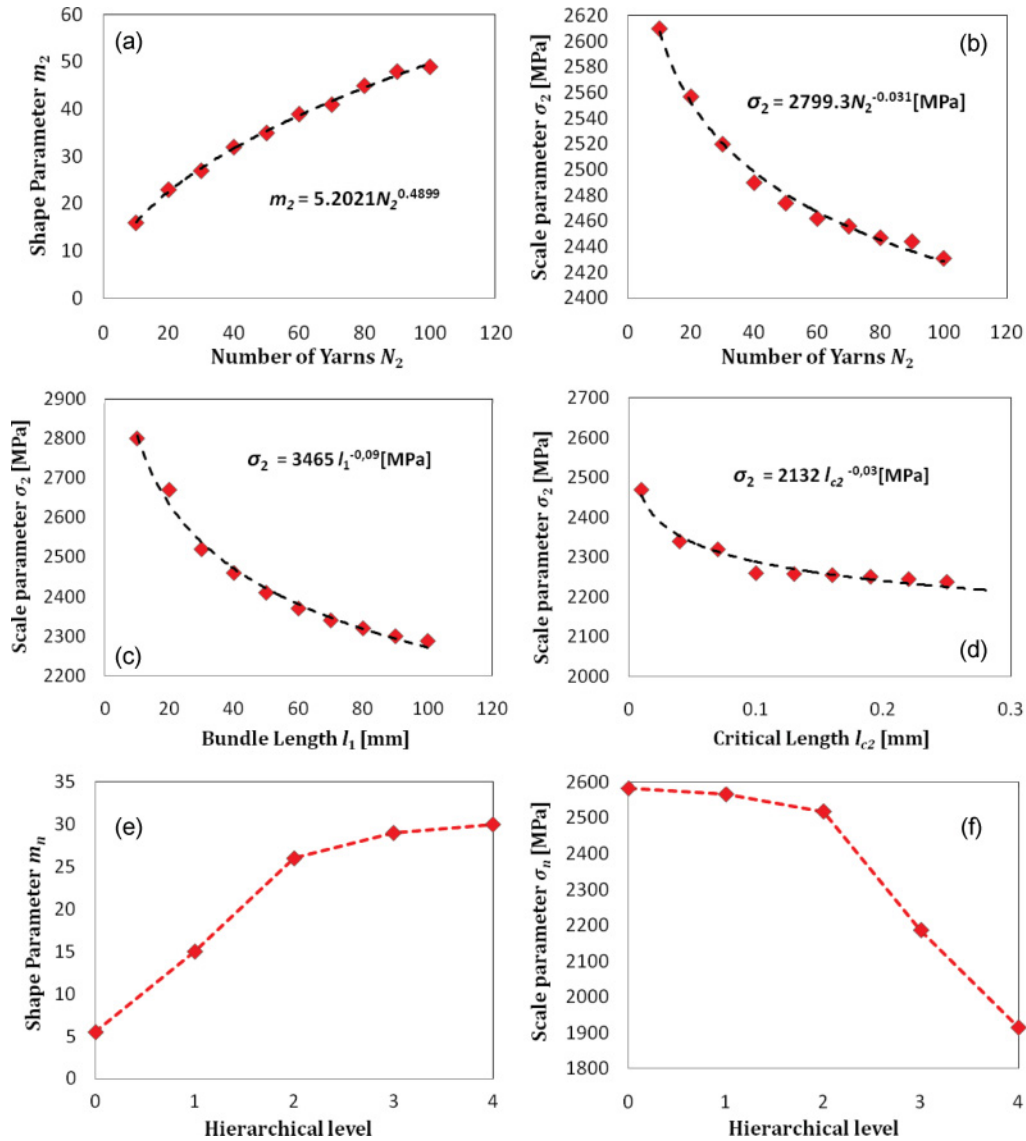 (a)
Shape Parameter m2
60
50
40
30
20
10
0
m2 = 5.2021N2^0.4899
0 20 40 60 80 100 120
Number of Yarns N2
(b)
Scale parameter σ2 [MPa]
2620
2600
2580
2560
2540
2520
2500
2480
2460
2440
2420
2400
σ2 = 2799.3N2^-0.031[MPa]
0 20 40 60 80 100 120
Number of Yarns N2
(c)
Scale parameter σ2 [MPa]
2900
2800
2700
2600
2500
2400
2300
2200
σ2 = 3465 l1^-0,09[MPa]
0 20 40 60 80 100 120
Bundle Length l1 [mm]
(d)
Scale parameter σ2 [MPa]
2700
2600
2500
2400
2300
2200
2100
2000
σ2 = 2132 lc2^-0,03[MPa]
0 0.1 0.2 0.3
Critical Length lc2 [mm]
(e)
Shape Parameter mn
35
30
25
20
15
10
5
0
0 1 2 3 4
Hierarchical level
(f)
Scale parameter σn [MPa]
2600
2500
2400
2300
2200
2100
2000
1900
1800
0 1 2 3 4
Hierarchical level